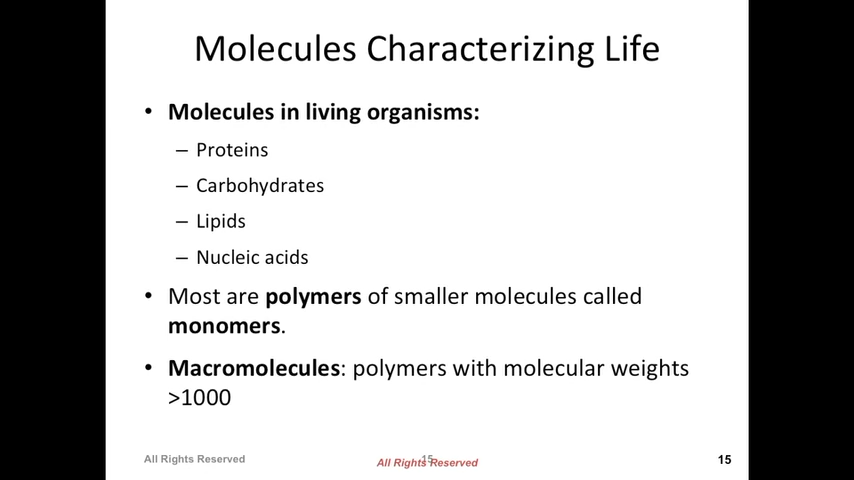 Molecules Characterizing Life
• Molecules in living organisms:
– Proteins
– Carbohydrates
– Lipids
– Nucleic acids
• Most are polymers of smaller molecules called
monomers.
• Macromolecules: polymers with molecular weights
>1000
All Rights Reserved
15
All Rights Reserved
15